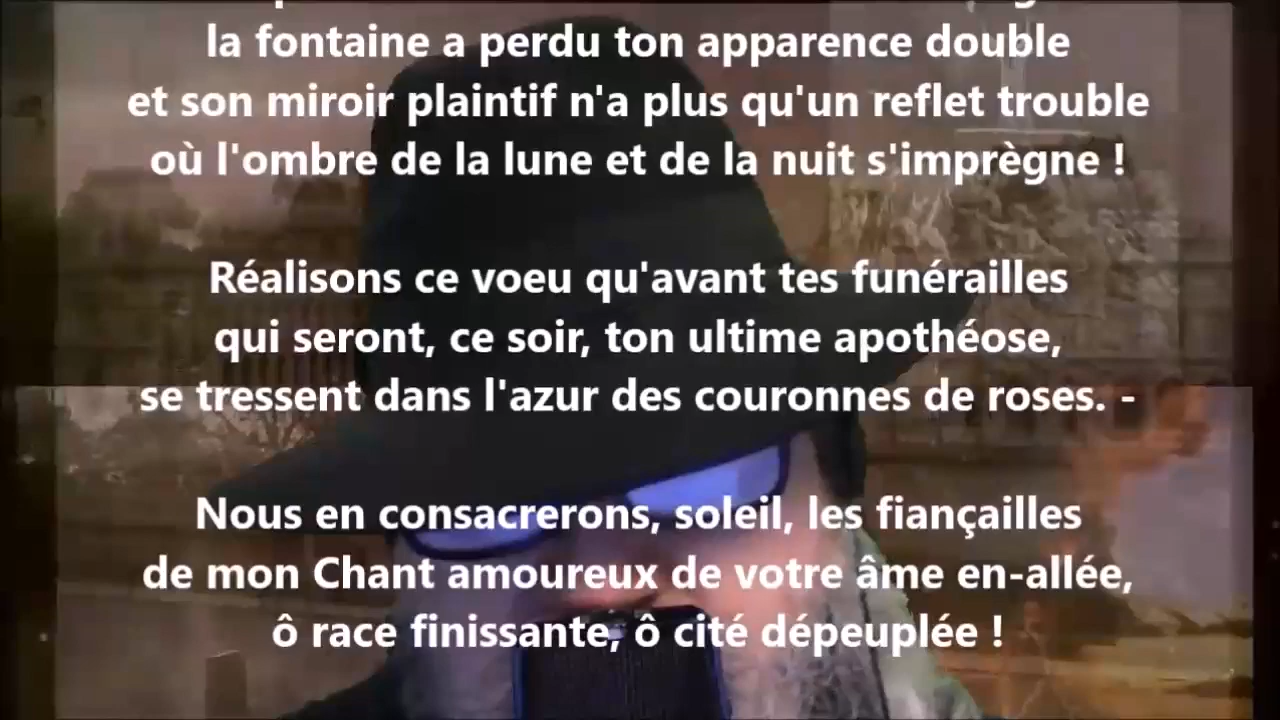 la fontaine a perdu ton apparence double
et son miroir plaintif n'a plus qu'un reflet trouble
où l'ombre de la lune et de la nuit s'imprègne !
Réalisons ce voeu qu'avant tes funérailles
qui seront, ce soir, ton ultime apothéose,
se tressent dans l'azur des couronnes de roses. -
Nous en consacrerons, soleil, les fiançailles
de mon Chant amoureux de votre âme en-allée,
ô race finissante, ô cité dépeuplée !